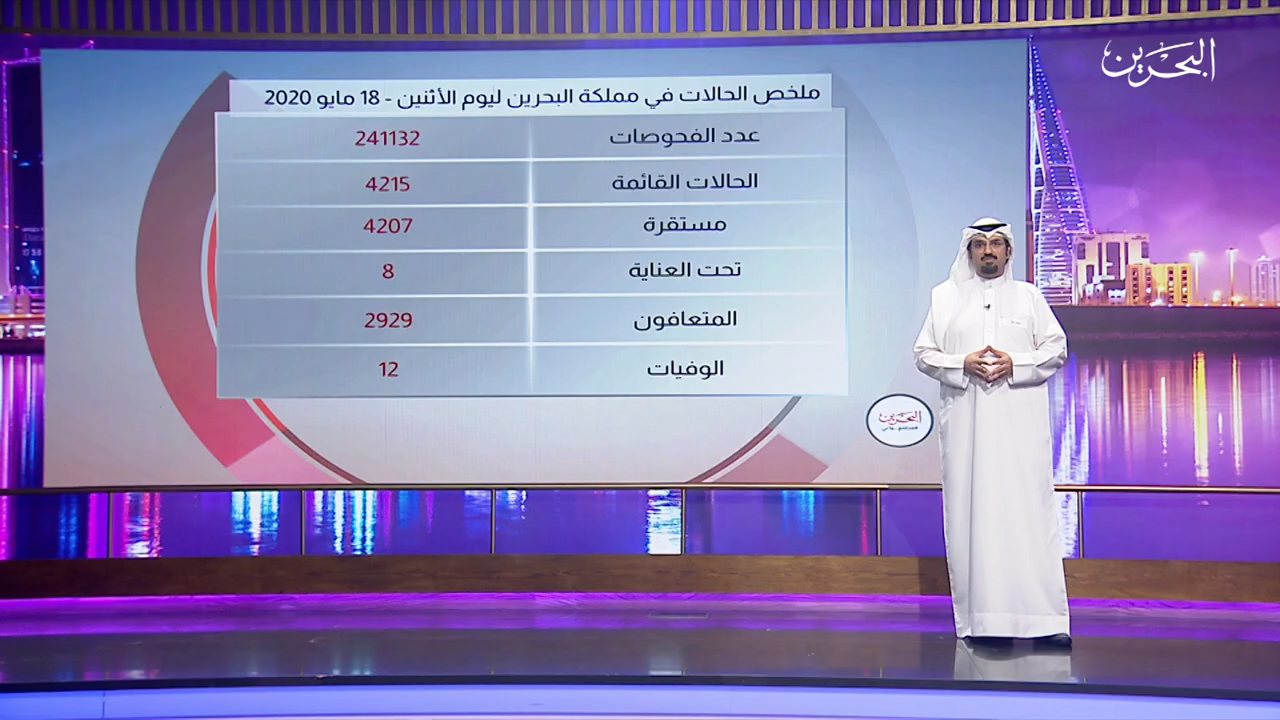 البحرين
ملخص الحالات في مملكة البحرين ليوم الأثنين - 18 مايو 2020
عدد الفحوصات 241132
الحالات القائمة 4215
مستقرة 4207
تحت العناية 8
المتعافون 2929
الوفيات 12
البحرين